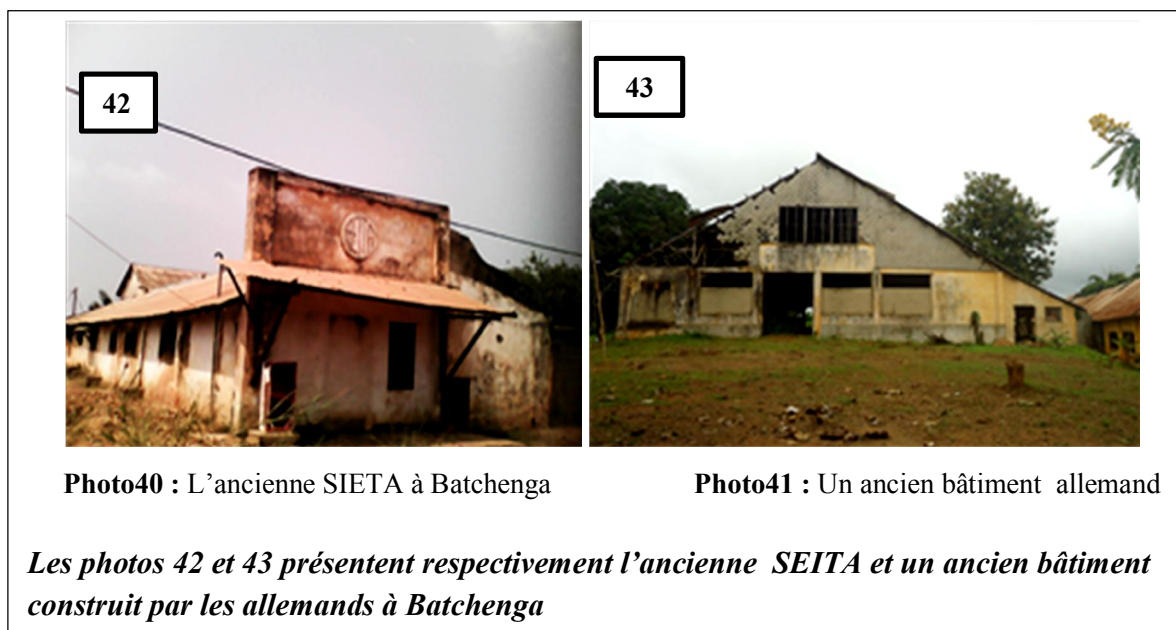 42
43
Photo40 : L'ancienne SIETA à Batchenga
Photo41 : Un ancien bâtiment allemand
Les photos 42 et 43 présentent respectivement l'ancienne SEITA et un ancien bâtiment
construit par les allemands à Batchenga